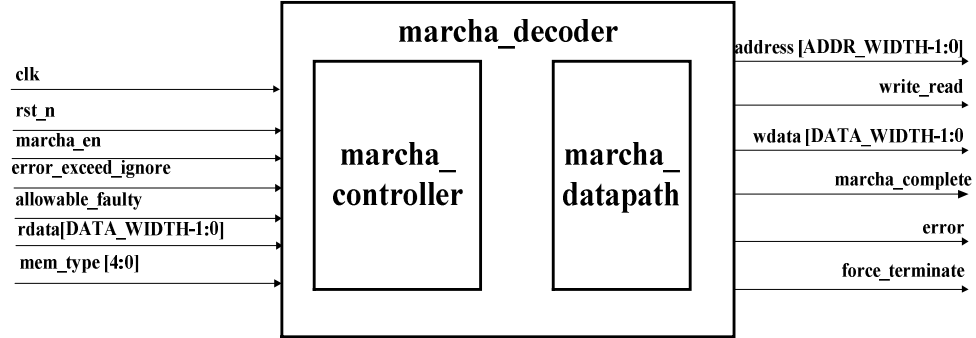 marcha_decoder
clk
rst_n
marcha_en
error_exceed_ignore
allowable_faulty
rdata[DATA_WIDTH-1:0]
mem_type [4:0]
marcha_
controller
marcha_
datapath
address [ADDR_WIDTH-1:0]
write_read
wdata [DATA_WIDTH-1:0
marcha_complete
error
force_terminate